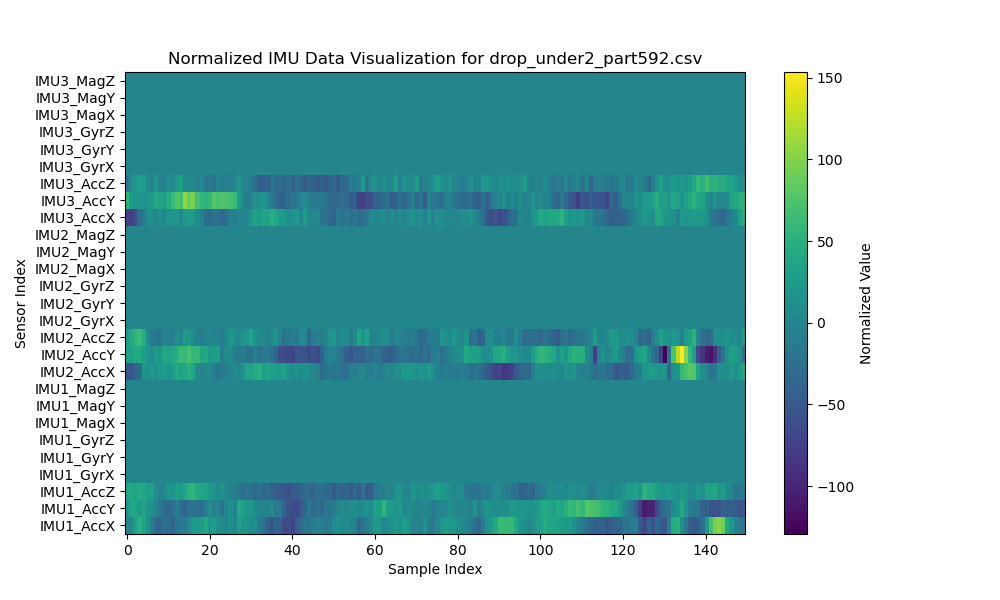 Normalized IMU Data Visualization for drop_under2_part592.csv
IMU3_MagZ
IMU3_MagY
IMU3_MagX
IMU3_GyrZ
IMU3_GyrY
IMU3_GyrX
IMU3_AccZ
IMU3_AccY
IMU3_AccX
IMU2_MagZ
IMU2_MagY
IMU2_MagX
IMU2_GyrZ
IMU2_GyrY
IMU2_GyrX
IMU2_AccZ
IMU2_AccY
IMU2_AccX
IMU1_MagZ
IMU1_MagY
IMU1_MagX
IMU1_GyrZ
IMU1_GyrY
IMU1_GyrX
IMU1_AccZ
IMU1_AccY
IMU1_AccX
Sensor Index
0 20 40 60 80 100 120 140
Sample Index
150
100
50
0
−50
−100
Normalized Value